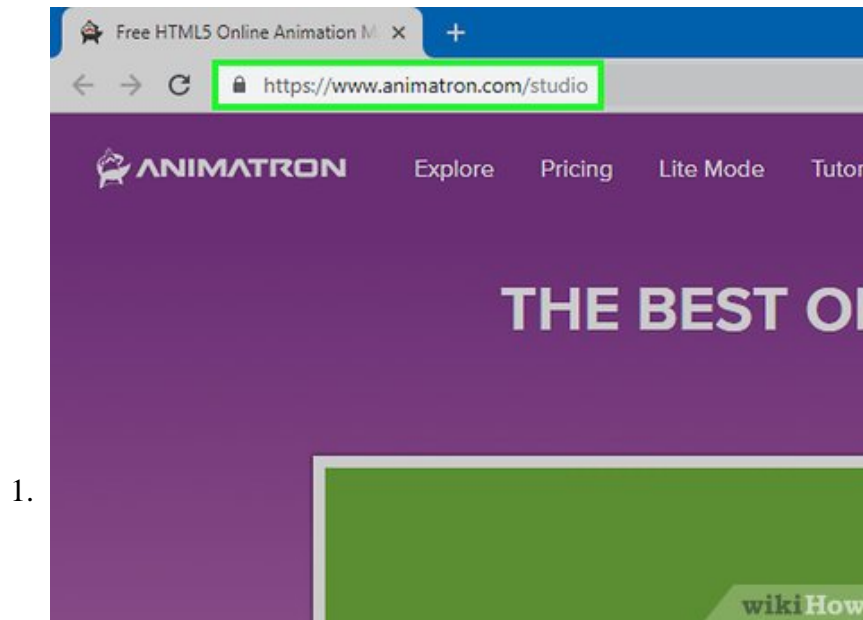 Free HTML5 Online Animation M
https://www.animatron.com/studio
ANIMATRON Explore Pricing Lite Mode Tutor
THE BEST
1.
wikiHow